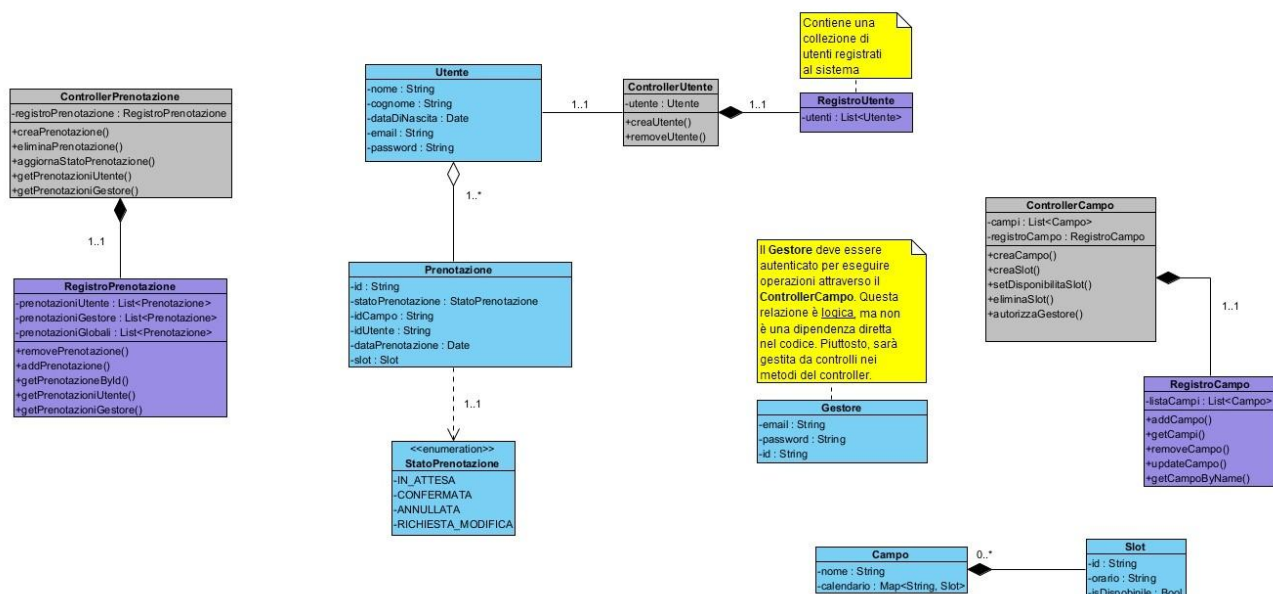 Contiene una
collezione di
utenti registrati
al sistema
Utente
-nome : String
-cognome : String
-dataDiNascita : Date
-email : String
-password : String
1..1
ControllerUtente
-utente : Utente
+creaUtente()
+removeUtente()
1..1
RegistroUtente
-utenti : List<Utente>
ControllerPrenotazione
-registroPrenotazione : RegistroPrenotazione
+creaPrenotazione()
+eliminaPrenotazione()
+aggiornaStatoPrenotazione()
+getPrenotazioniUtente()
+getPrenotazioniGestore()
1..1
RegistroPrenotazione
-prenotazioniUtente : List<Prenotazione>
-prenotazioniGestore : List<Prenotazione>
-prenotazioniGlobali : List<Prenotazione>
+removePrenotazione()
+addPrenotazione()
+getPrenotazioneById
+getPrenotazioniUtente()
+getPrenotazioniGestore()
1..*
Prenotazione
-id : String
-statoPrenotazione : StatoPrenotazione
-idCampo : String
-idUtente : String
-dataPrenotazione : Date
-slot : Slot
1..1
<<enumeration>>
StatoPrenotazione
-IN_ATTESA
-CONFERMATA
-ANNULLATA
-RICHIESTA_MODIFICA
Il Gestore deve essere
autenticato per eseguire
operazioni attraverso il
ControllerCampo. Questa
relazione è logica, ma non
è una dipendenza diretta
nel codice. Piuttosto, sarà
gestita da controlli nei
metodi del controller.
Gestore
-email : String
-password : String
-id : String
ControllerCampo
-campi : List<Campo>
-registroCampo : RegistroCampo
+creaCampo()
+creaSlot()
+setDisponibilitaSlot()
+eliminaSlot()
+autorizzaGestore()
1..1
RegistroCampo
-listaCampi : List<Campo>
+addCampo()
+getCampi()
+removeCampo()
+updateCampo()
+getCampoByName()
Campo
-nome : String
-calendario : Map<String, Slot>
0..*
Slot
-id : String
-orario : String
-isDispobinile : Bool